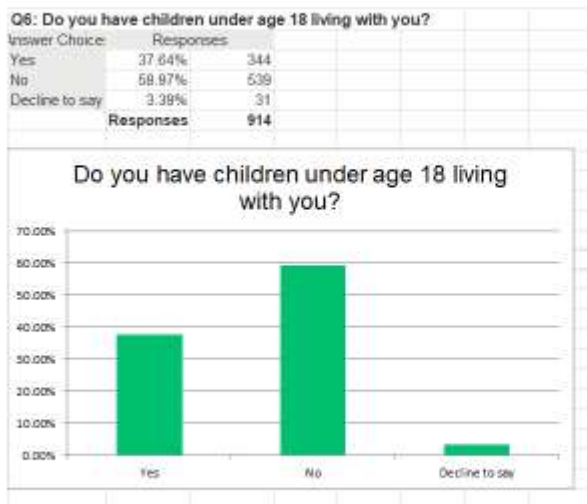 Q6: Do you have children under age 18 living with you?
Answer Choice Responses
Yes 37.64% 344
No 58.97% 539
Decline to say 3.39% 31
Responses 914
Do you have children under age 18 living
with you?
70.00%
60.00%
50.00%
40.00%
30.00%
20.00%
10.00%
0.00%
Yes No Decline to say